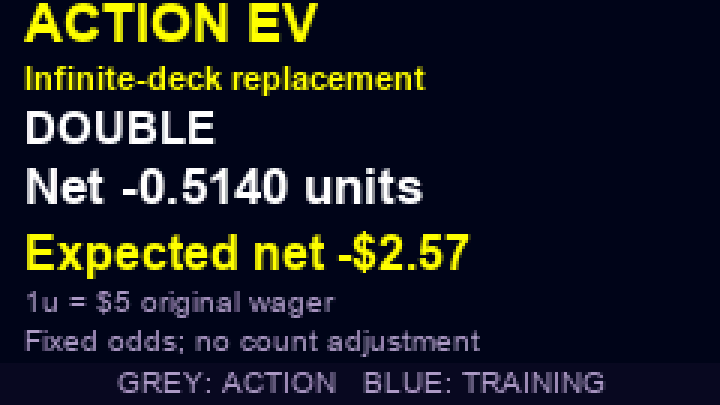 ACTION EV
Infinite-deck replacement
DOUBLE
Net -0.5140 units
Expected net -$2.57
1u = $5 original wager
Fixed odds; no count adjustment
GREY: ACTION BLUE: TRAINING